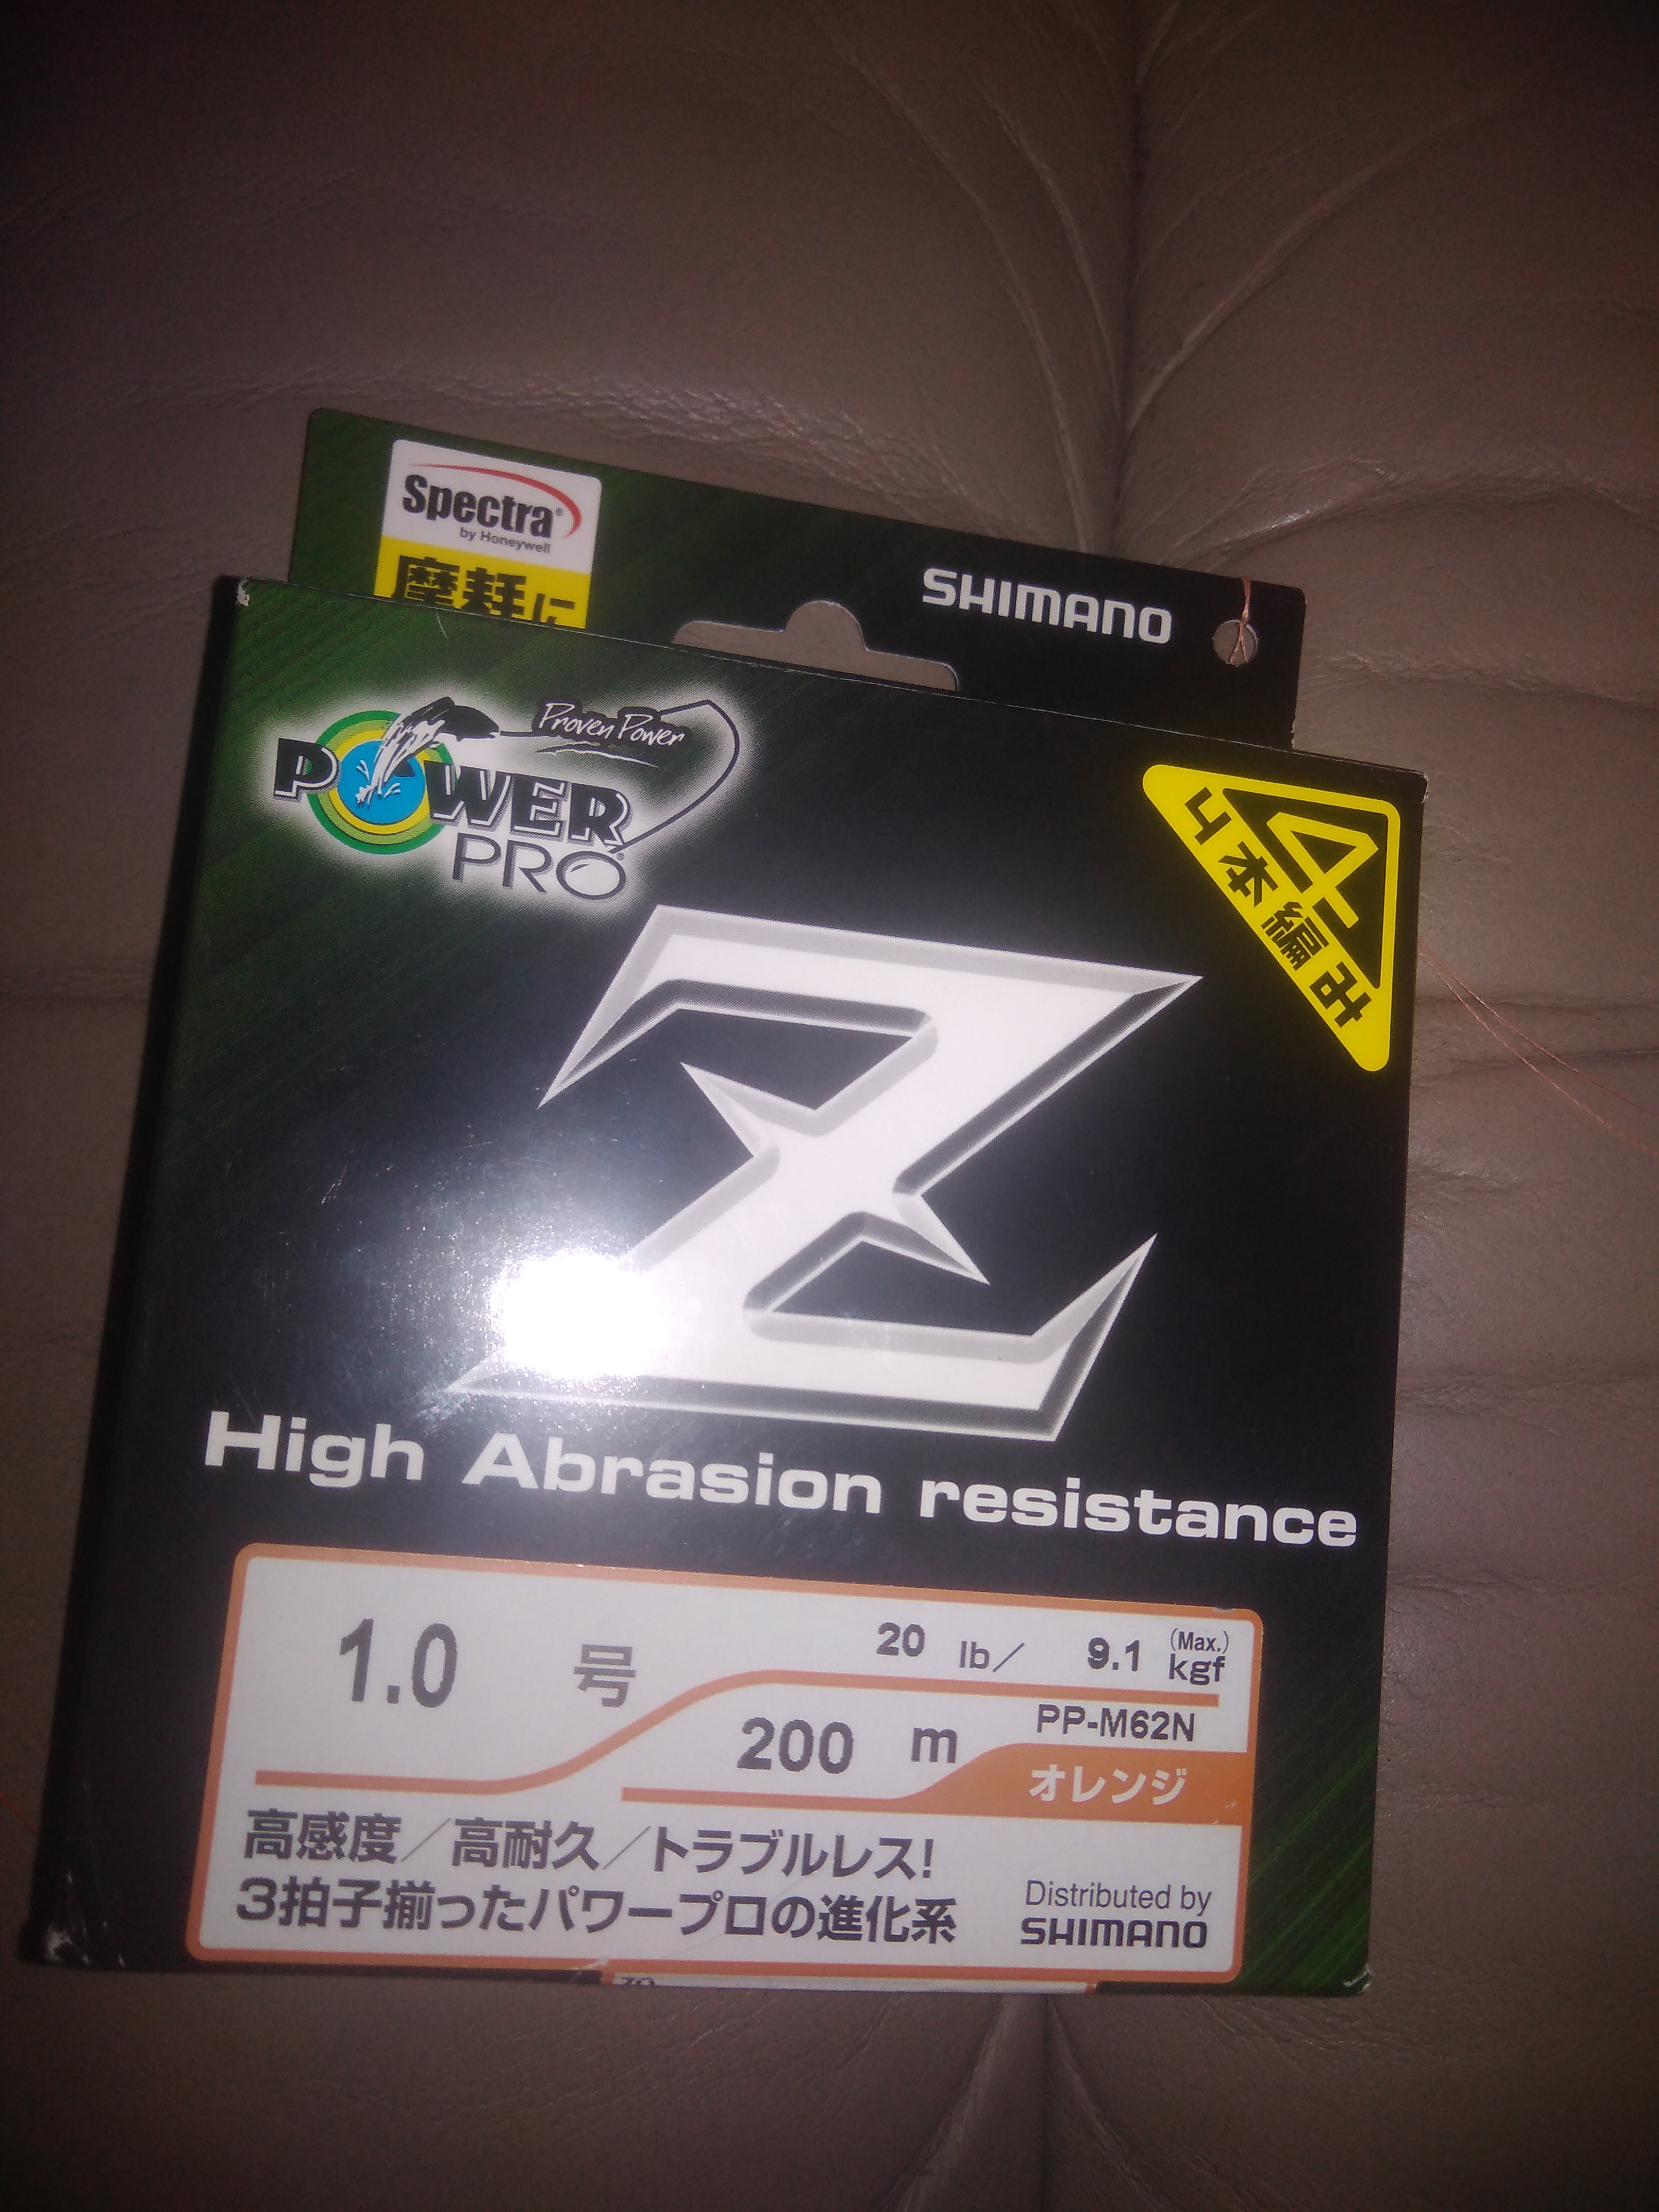 Spectra®
by Honeywell
摩耗に
SHIMANO
Proven Power
POWER
PRO®
4
4本編み
Z
High Abrasion resistance
1.0 号
20 lb/ 9.1 (Max.) kgf
200 m
PP-M62N
オレンジ
高感度/高耐久/トラブルレス!
3拍子揃ったパワープロの進化系
Distributed by
SHIMANO